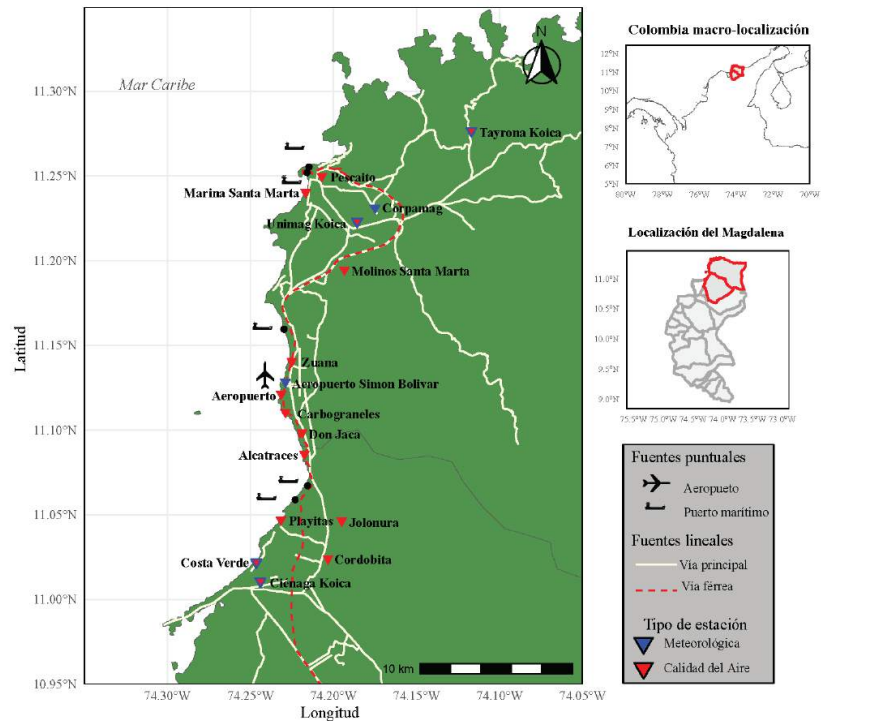 N
Mar Caribe
11.30°N
11.25°N
11.20°N
11.15°N
11.10°N
11.05°N
11.00°N
10.95°N
Latitud
Tayrona Koica
Pescaito
Marina Santa Marta
Corpamag
Unimag Koica
Molinos Santa Marta
Zuana
Aeropuerto Simon Bolivar
Aeropuerto
Carbograneles
Don Jaca
Alcatraces
Playitas
Jolonura
Costa Verde
Cordobita
Ciénaga Koica
10 km
74.30°W 74.25°W 74.20°W 74.15°W 74.10°W 74.05°W
Longitud
Colombia macro-localización
12°N
11°N
9°N
8°N
6°N
5°N
80°W 78°W 76°W 74°W 72°W 70°W
Localización del Magdalena
11.0°N
10.5°N
10.0°N
9.5°N
9.0°N
75.5°W 75.0°W 74.5°W 74.0°W 73.5°W 73.0°W
Fuentes puntuales
Aeropueto
Puerto marítimo
Fuentes lineales
Via principal
Via férrea
Tipo de estación
Meteorológica
Calidad del Aire